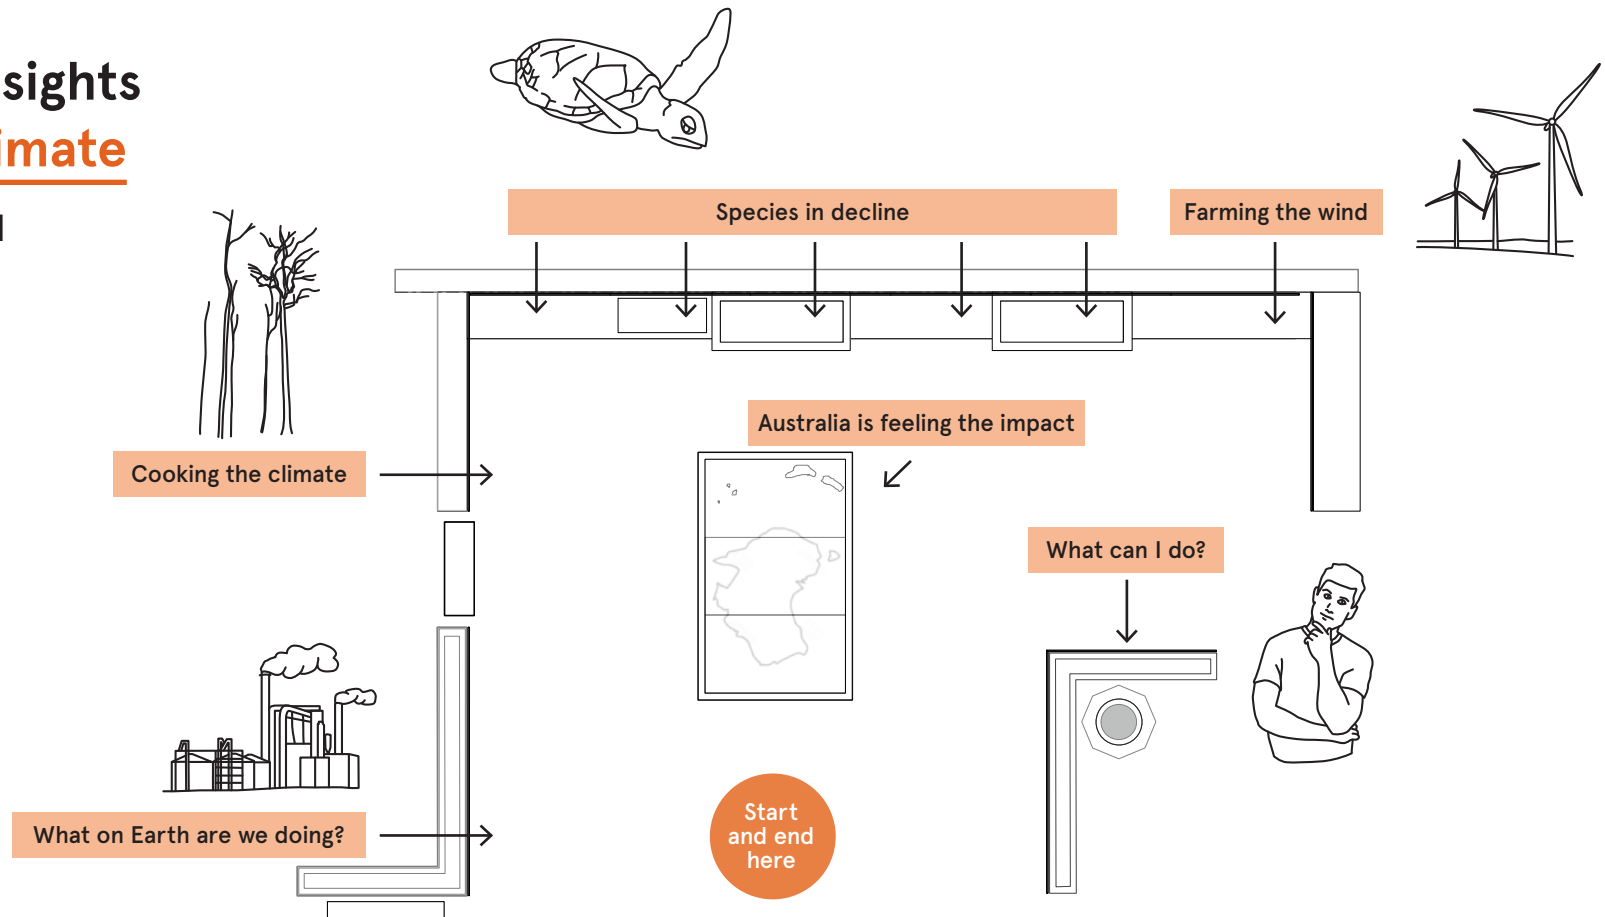 sights
imate
Species in decline
Farming the wind
Australia is feeling the impact
Cooking the climate
What can I do?
Start
and end
here
What on Earth are we doing?